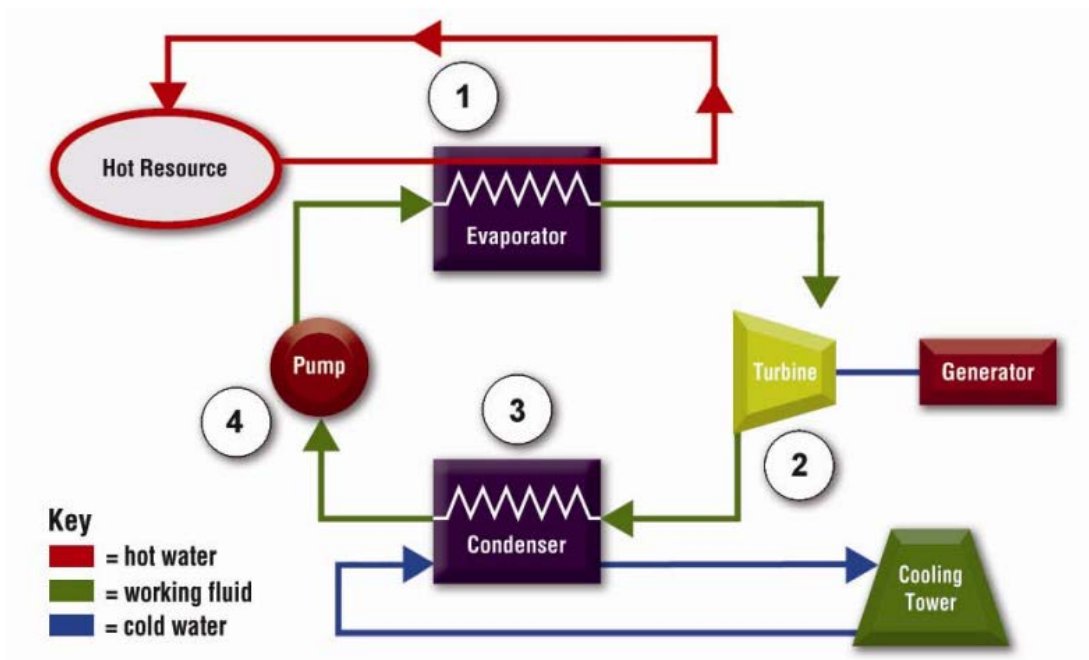 1
Hot Resource
Evaporator
Pump
Turbine
Generator
3
4
2
Condenser
Key
= hot water
= working fluid
= cold water
Cooling
Tower